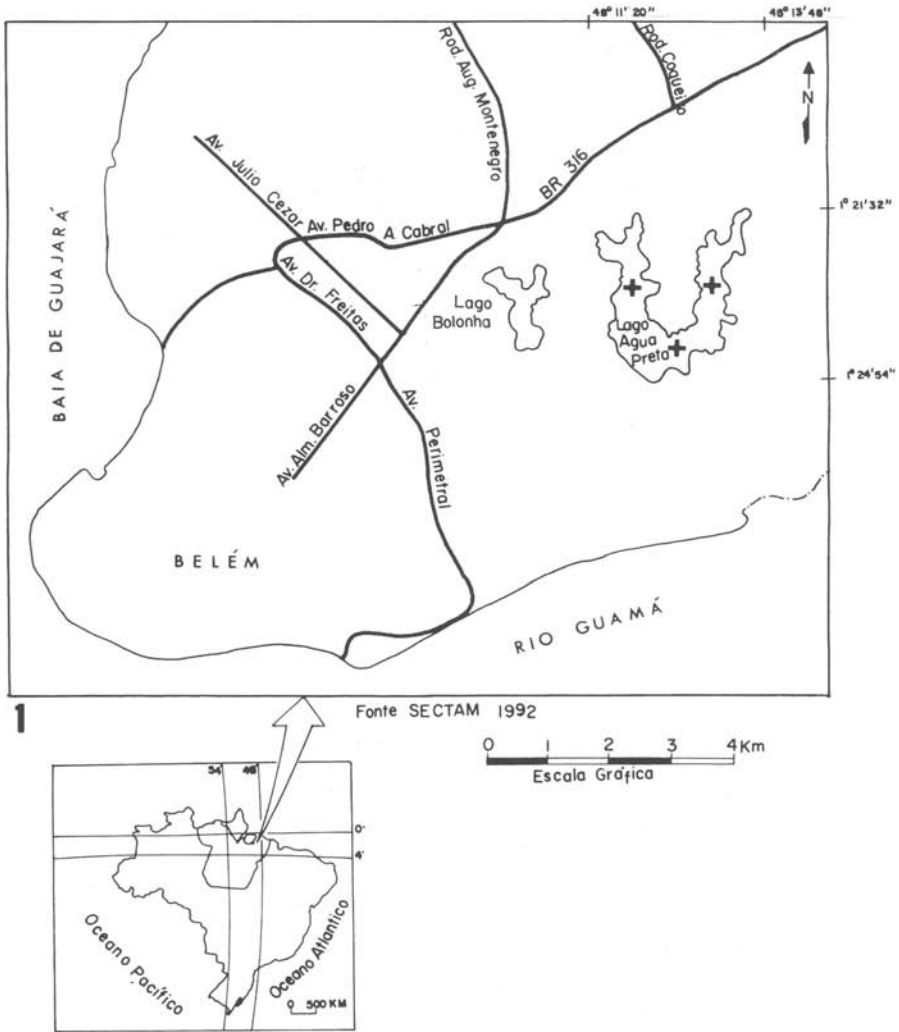 48° 11' 20"
48° 13' 48"
Rod. Aug. Montenegro
Rod. Coqueiro
N
Av. Julio Cezar
BR 316
1° 21' 32"
Av. Pedro A. Cabral
BAIA DE GUAJARÁ
Av. Dr. Freitas
Lago
Bolonha
Lago
Agua
Preta
1° 24' 54"
Av. Alm. Barroso
Av. Perimetral
BELÉM
RIO GUAMÁ
1
Fonte SECTAM 1992
0 1 2 3 4 Km
Escala Gráfica
54° 48°
0°
4°
Oceano Pacífico
Oceano Atlantico
0 500 KM